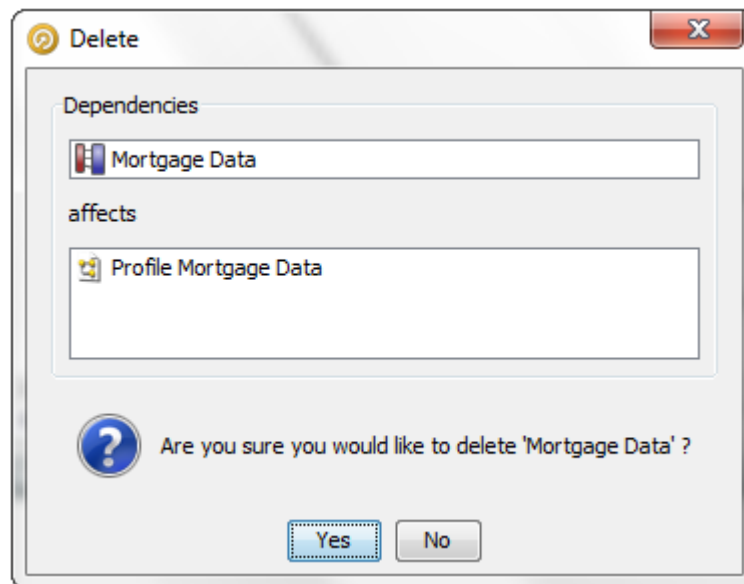 Delete
Dependencies
Mortgage Data
affects
Profile Mortgage Data
Are you sure you would like to delete 'Mortgage Data' ?
Yes No